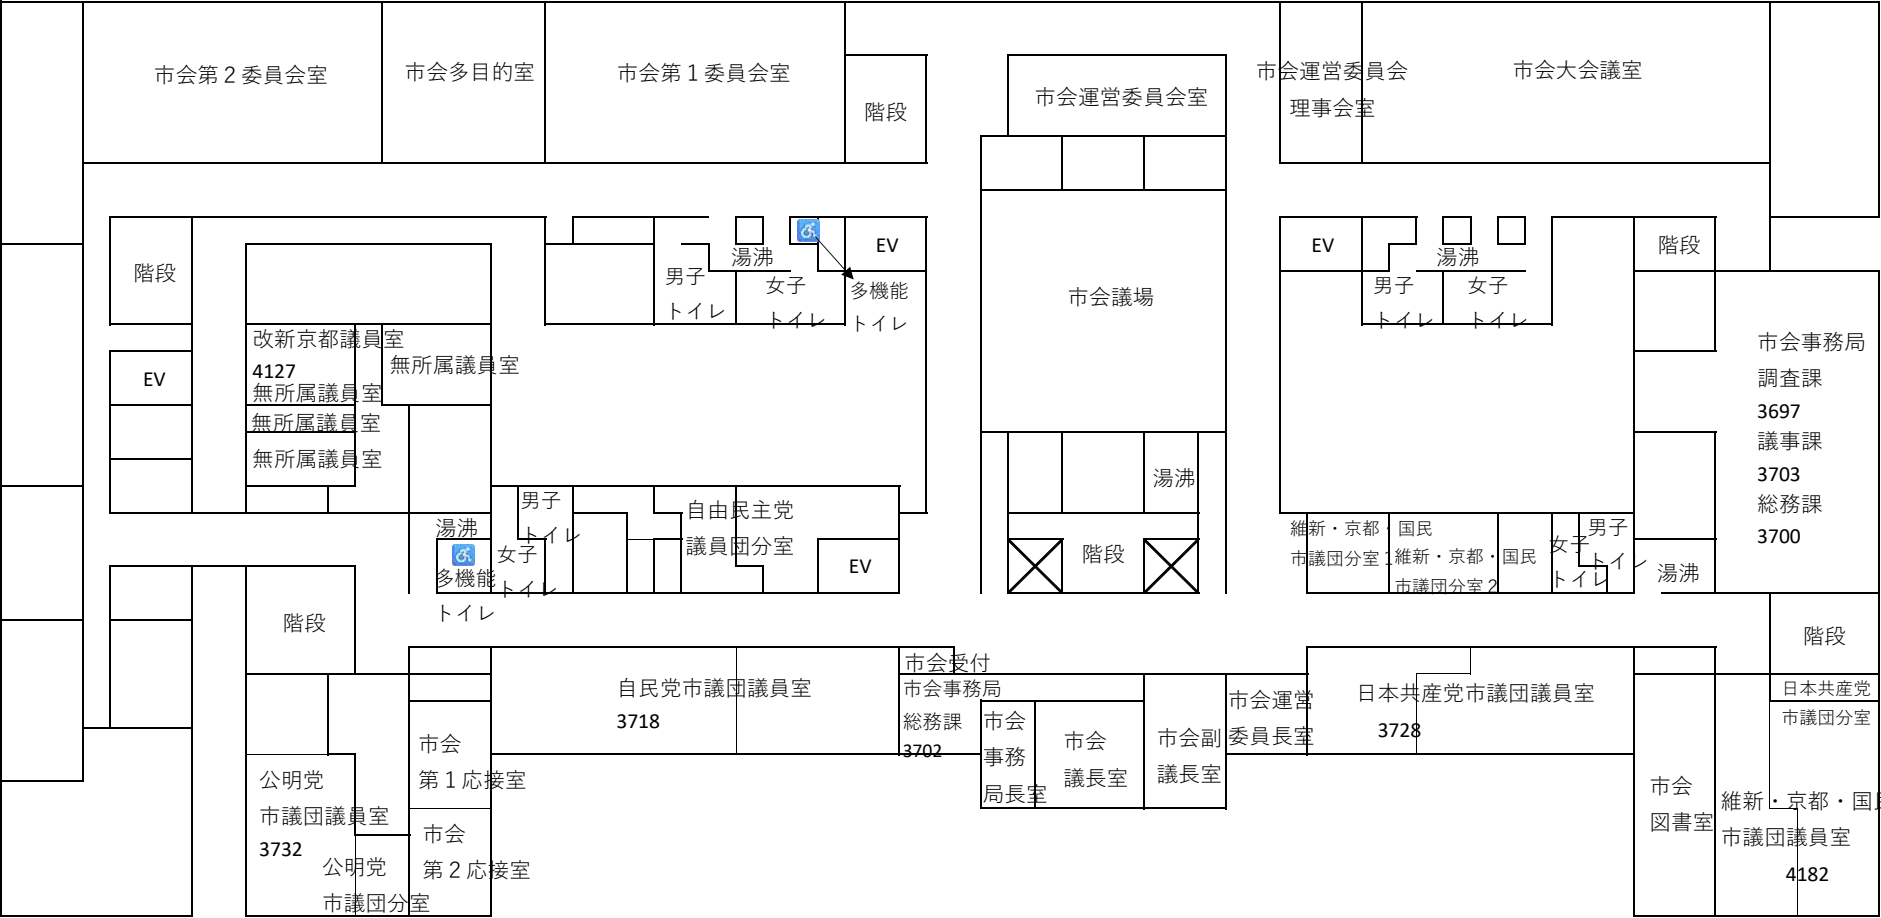 市会第２委員会室
市会多目的室
市会第１委員会室
階段
市会運営委員会室
市会運営委員会
理事会室
市会大会議室
階段
湯沸
EV
男子
トイレ
女子
トイレ
多機能
トイレ
市会議場
EV
湯沸
男子
トイレ
女子
トイレ
階段
改新京都議員室
4127
無所属議員室
無所属議員室
無所属議員室
無所属議員室
EV
市会事務局
調査課
3697
議事課
3703
総務課
3700
湯沸
男子
トイレ
自由民主党
議員団分室
湯沸
女子
トイレ
多機能
トイレ
EV
階段
維新・京都・国民
市議団分室１
維新・京都・国民
市議団分室２
女子
トイレ
男子
トイレ
湯沸
階段
階段
自民党市議団議員室
3718
市会受付
市会事務局
総務課
3702
市会
事務
局長室
市会
議長室
市会副
議長室
市会運営
委員長室
日本共産党市議団議員室
3728
日本共産党
市議団分室
市会
第１応接室
公明党
市議団議員室
3732
市会
第２応接室
公明党
市議団分室
市会
図書室
維新・京都・国民
市議団議員室
4182